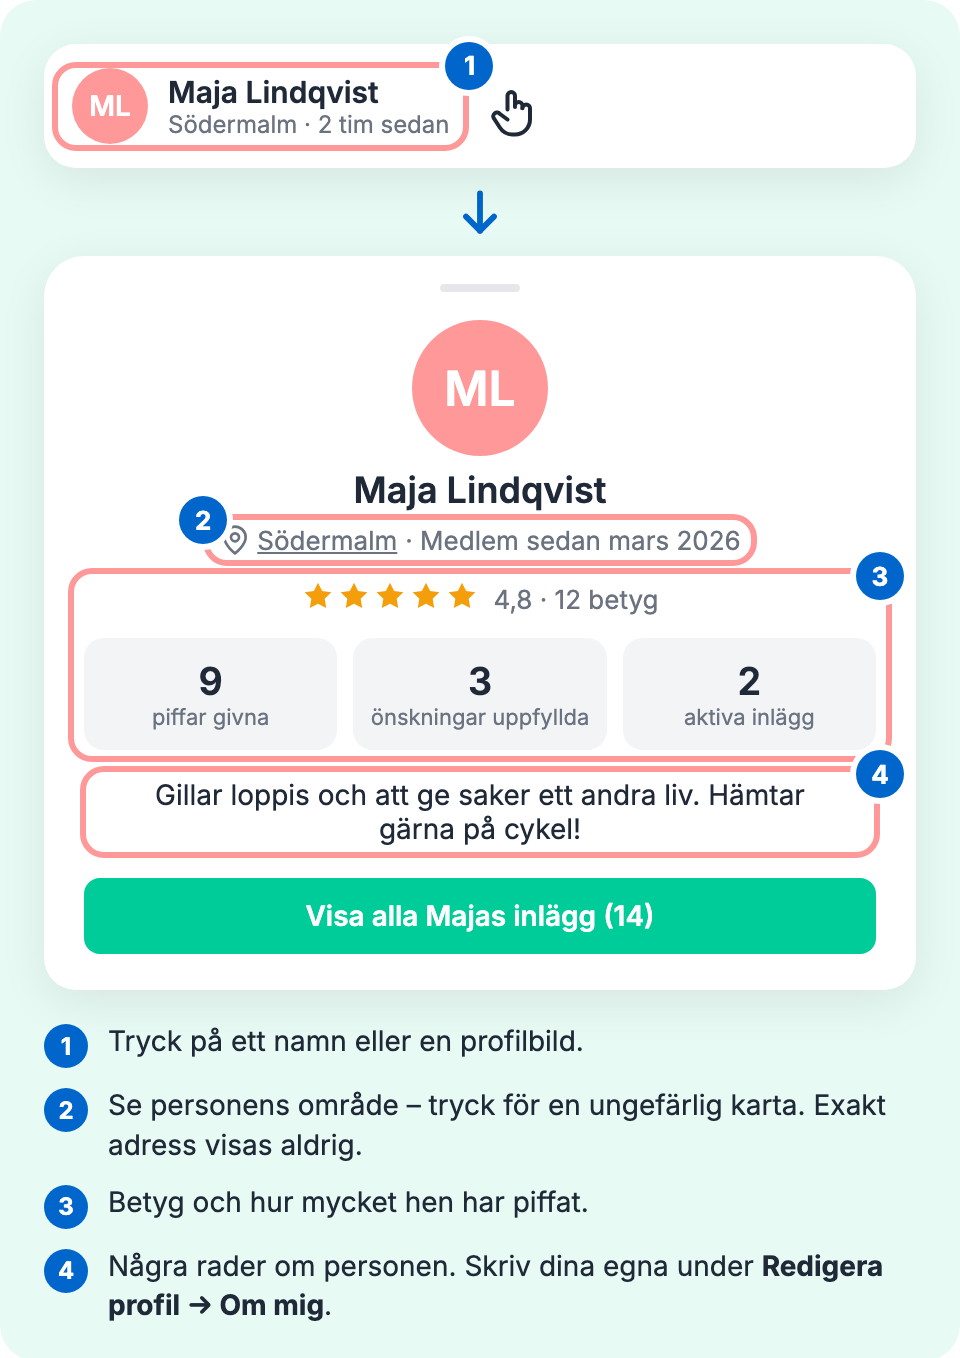 ML
Maja Lindqvist
Södermalm · 2 tim sedan
1
ML
Maja Lindqvist
2
Södermalm · Medlem sedan mars 2026
3
4,8 · 12 betyg
9
piffar givna
3
önskningar uppfyllda
2
aktiva inlägg
4
Gillar loppis och att ge saker ett andra liv. Hämtar
gärna på cykel!
Visa alla Majas inlägg (14)
1 Tryck på ett namn eller en profilbild.
2 Se personens område – tryck för en ungefärlig karta. Exakt
adress visas aldrig.
3 Betyg och hur mycket hen har piffat.
4 Några rader om personen. Skriv dina egna under Redigera
profil → Om mig.